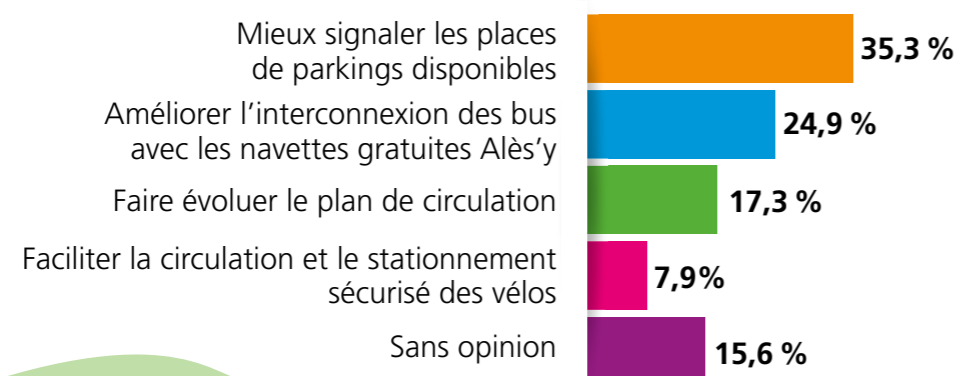 Mieux signaler les places
de parkings disponibles
35,3 %
Améliorer l’interconnexion des bus
avec les navettes gratuites Alès’y
24,9 %
Faire évoluer le plan de circulation
17,3 %
Faciliter la circulation et le stationnement
sécurisé des vélos
7,9%
Sans opinion
15,6 %